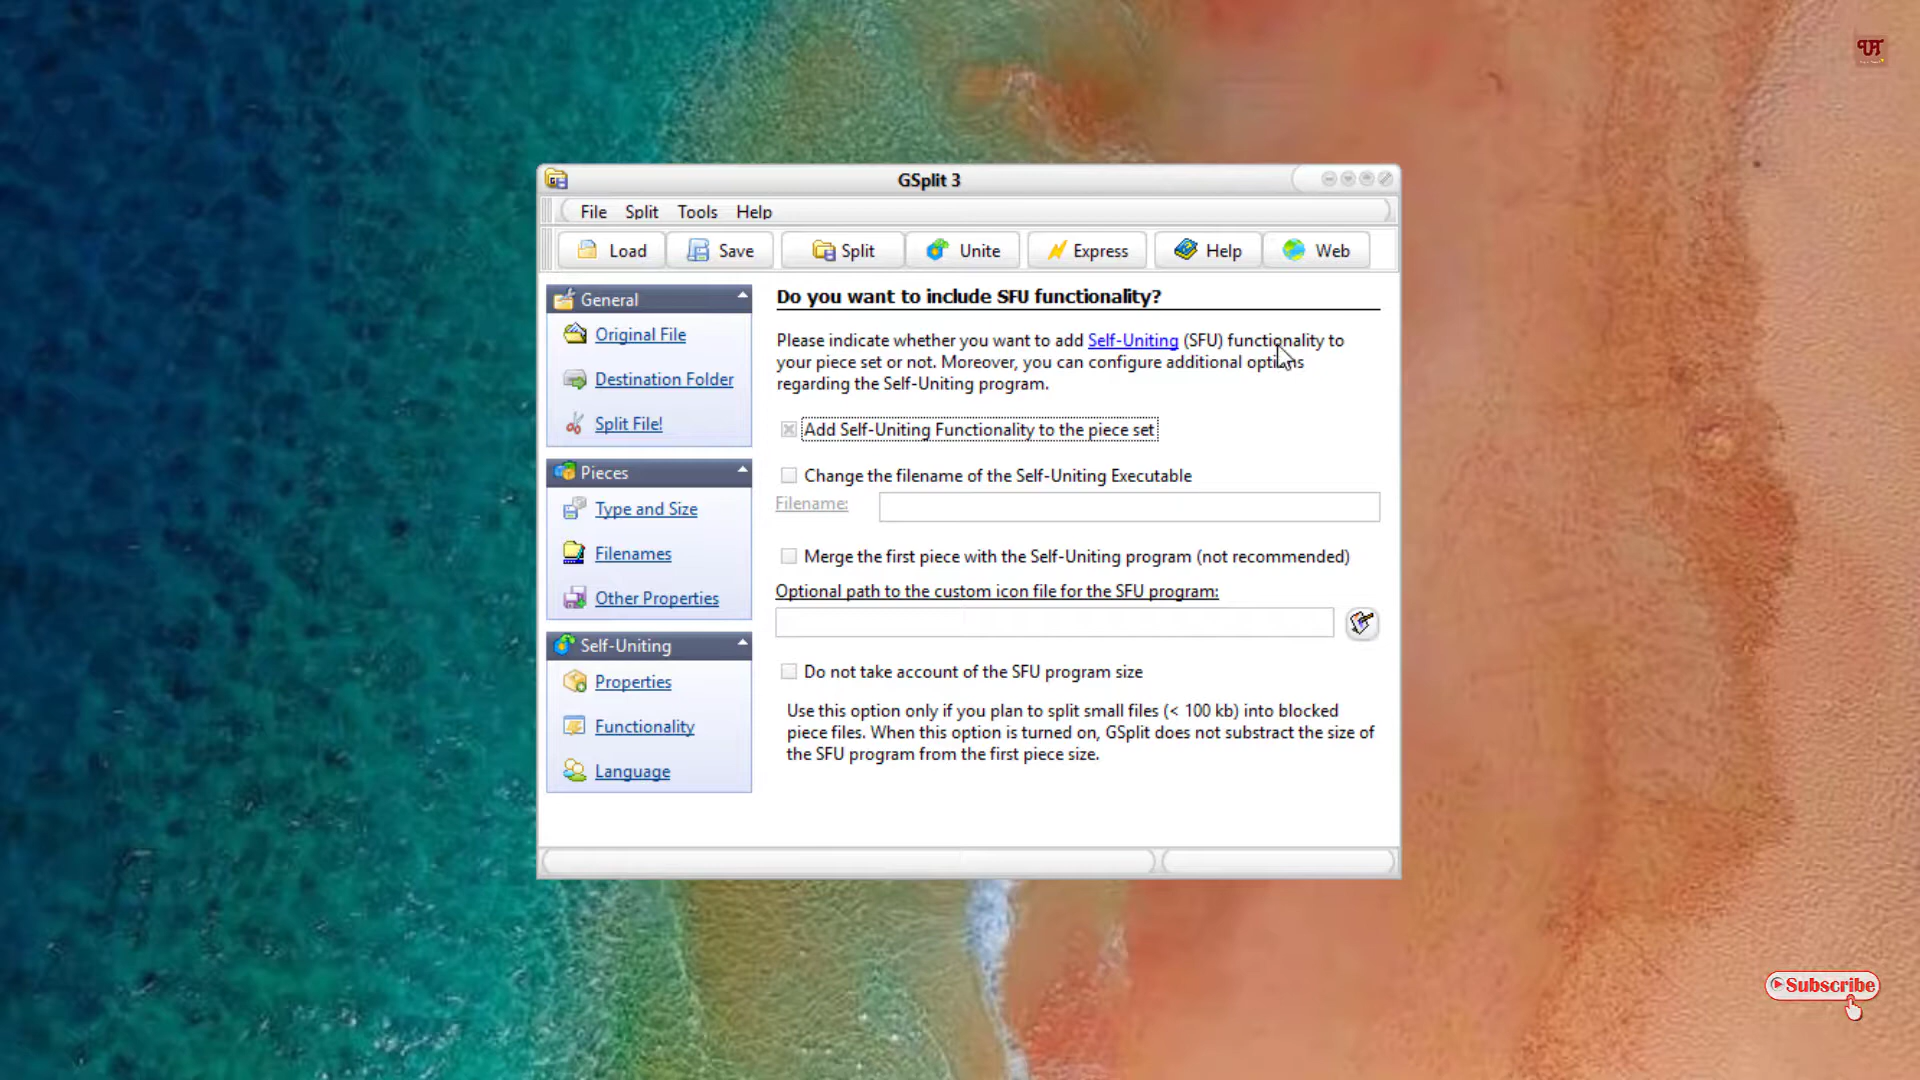 GSplit 3
File Split Tools Help
Load Save Split Unite Express Help Web
General
Original File
Destination Folder
Split File!
Pieces
Type and Size
Filenames
Other Properties
Self-Uniting
Properties
Functionality
Language
Do you want to include SFU functionality?
Please indicate whether you want to add Self-Uniting (SFU) functionality to
your piece set or not. Moreover, you can configure additional options
regarding the Self-Uniting program.
Add Self-Uniting Functionality to the piece set
Change the filename of the Self-Uniting Executable
Filename:
Merge the first piece with the Self-Uniting program (not recommended)
Optional path to the custom icon file for the SFU program:
Do not take account of the SFU program size
Use this option only if you plan to split small files (< 100 kb) into blocked
piece files. When this option is turned on, GSplit does not substract the size of
the SFU program from the first piece size.
Subscribe